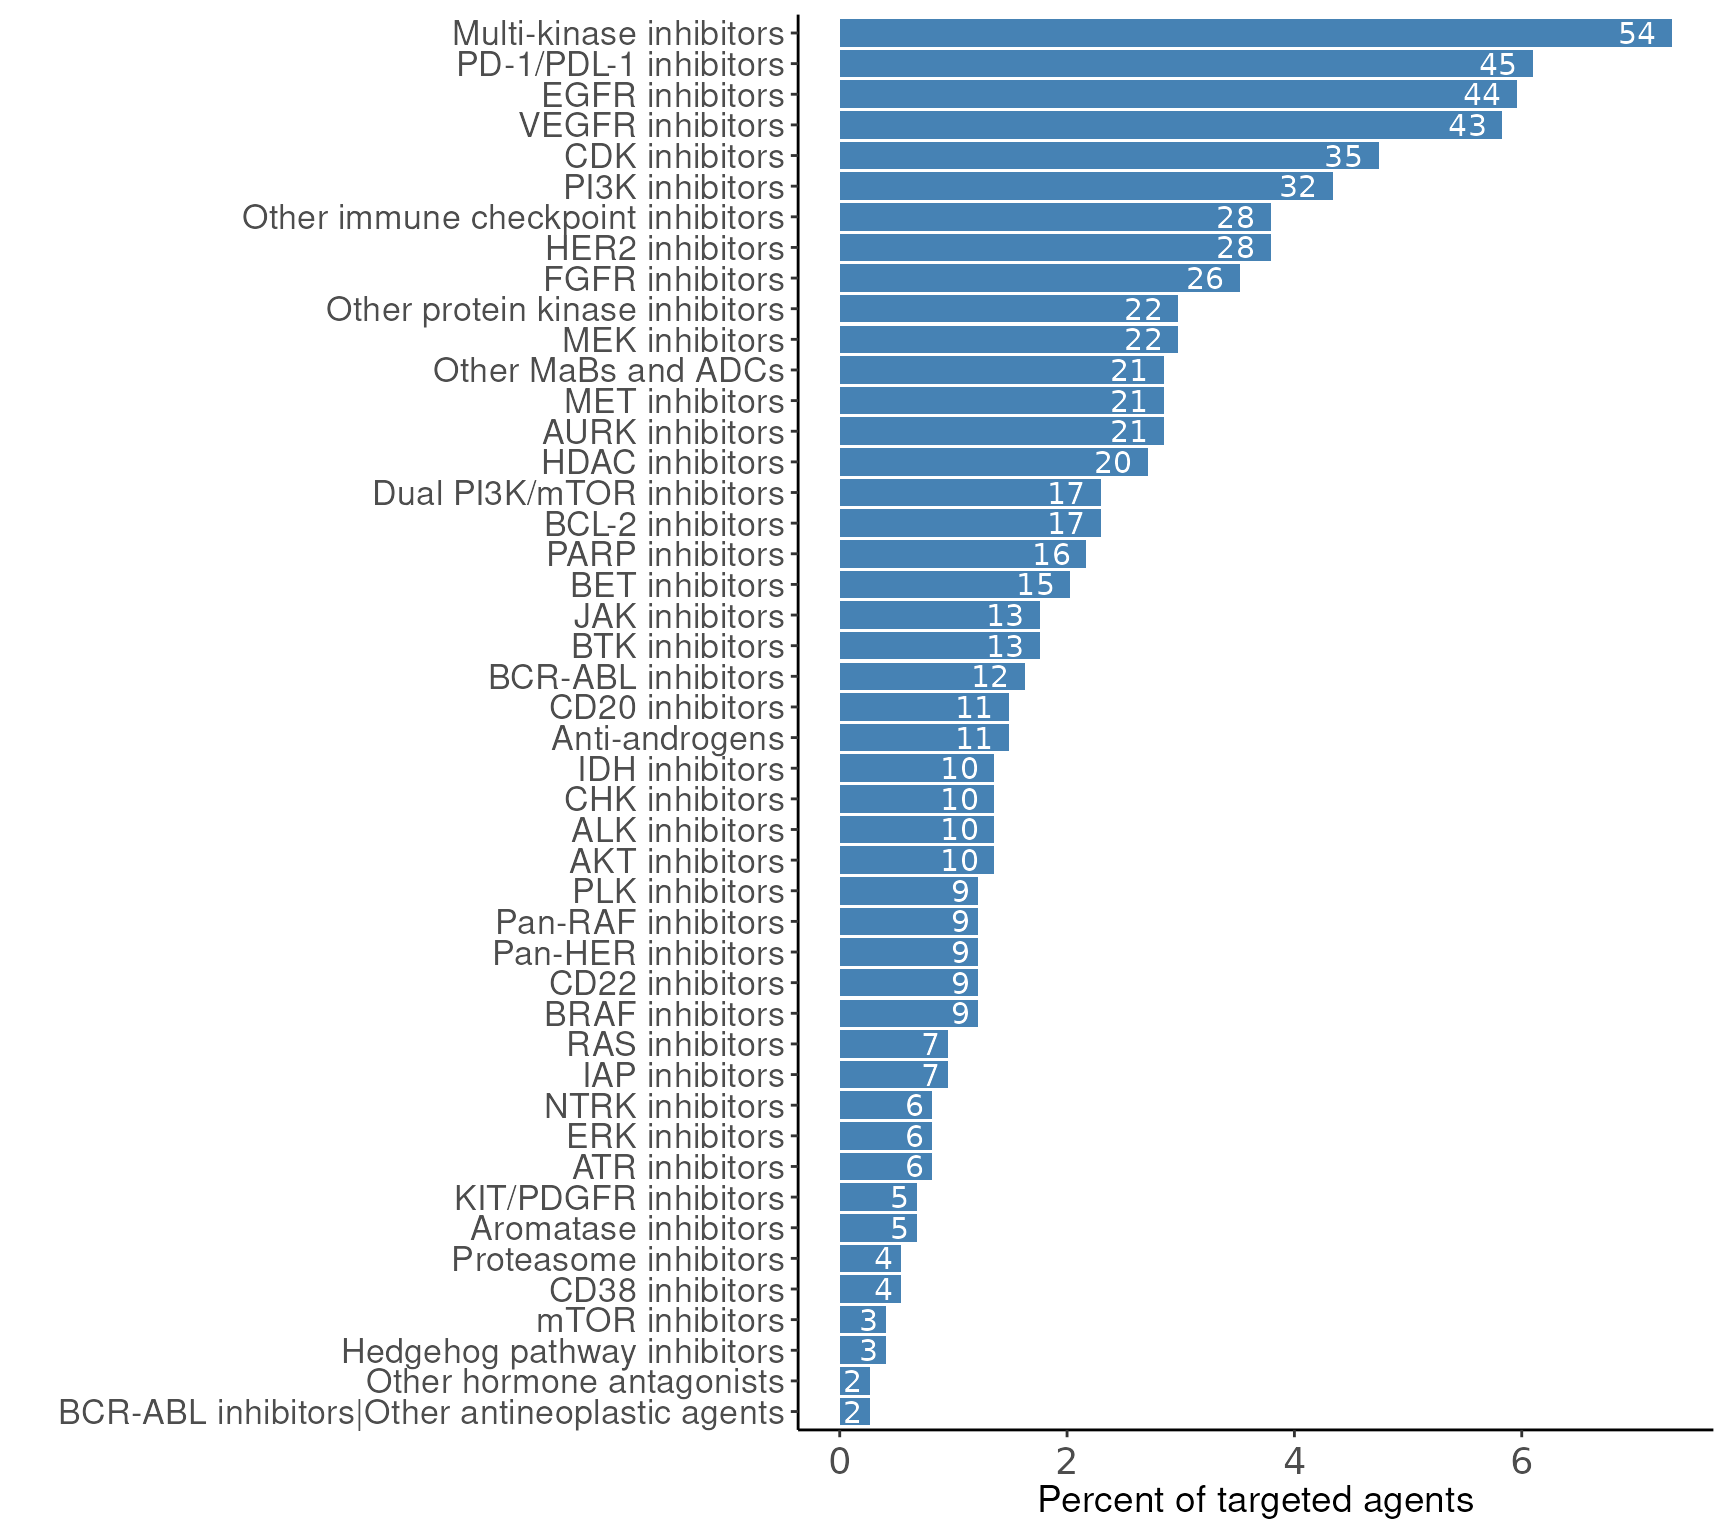 Multi-kinase inhibitors 54
PD-1/PDL-1 inhibitors 45
EGFR inhibitors 44
VEGFR inhibitors 43
CDK inhibitors 35
PI3K inhibitors 32
Other immune checkpoint inhibitors 28
HER2 inhibitors 28
FGFR inhibitors 26
Other protein kinase inhibitors 22
MEK inhibitors 22
Other MaBs and ADCs 21
MET inhibitors 21
AURK inhibitors 21
HDAC inhibitors 20
Dual PI3K/mTOR inhibitors 17
BCL-2 inhibitors 17
PARP inhibitors 16
BET inhibitors 15
JAK inhibitors 13
BTK inhibitors 13
BCR-ABL inhibitors 12
CD20 inhibitors 11
Anti-androgens 11
IDH inhibitors 10
CHK inhibitors 10
ALK inhibitors 10
AKT inhibitors 10
PLK inhibitors 9
Pan-RAF inhibitors 9
Pan-HER inhibitors 9
CD22 inhibitors 9
BRAF inhibitors 9
RAS inhibitors 7
IAP inhibitors 7
NTRK inhibitors 6
ERK inhibitors 6
ATR inhibitors 6
KIT/PDGFR inhibitors 5
Aromatase inhibitors 5
Proteasome inhibitors 4
CD38 inhibitors 4
mTOR inhibitors 3
Hedgehog pathway inhibitors 3
Other hormone antagonists 2
BCR-ABL inhibitors|Other antineoplastic agents 2
0 2 4 6
Percent of targeted agents